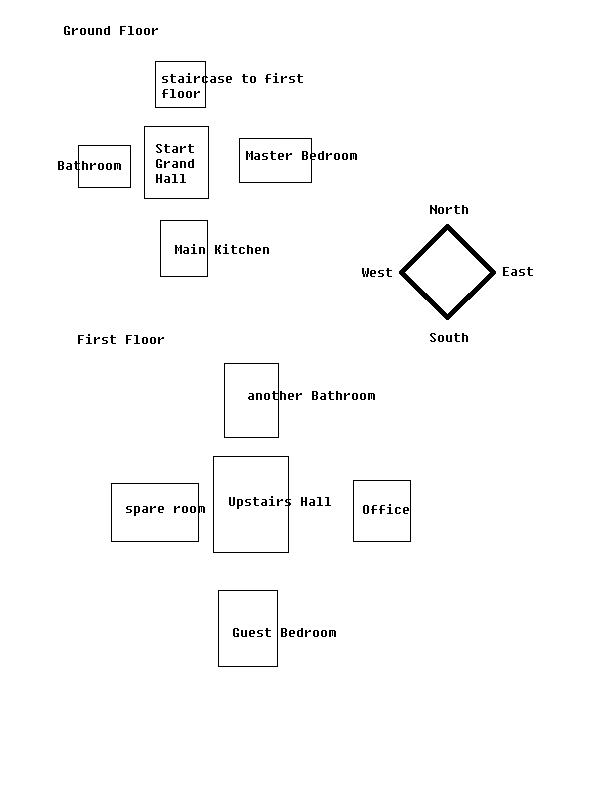 Ground Floor
staircase to first
floor
Start
Grand
Hall
Master Bedroom
Bathroom
Main Kitchen
North
West
East
South
First Floor
another Bathroom
Upstairs Hall
spare room
Office
Guest Bedroom